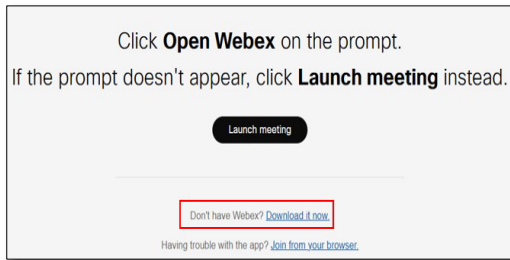 Click Open Webex on the prompt.
If the prompt doesn't appear, click Launch meeting instead.
Launch meeting
Don't have Webex? Download it now.
Having trouble with the app? Join from your browser.